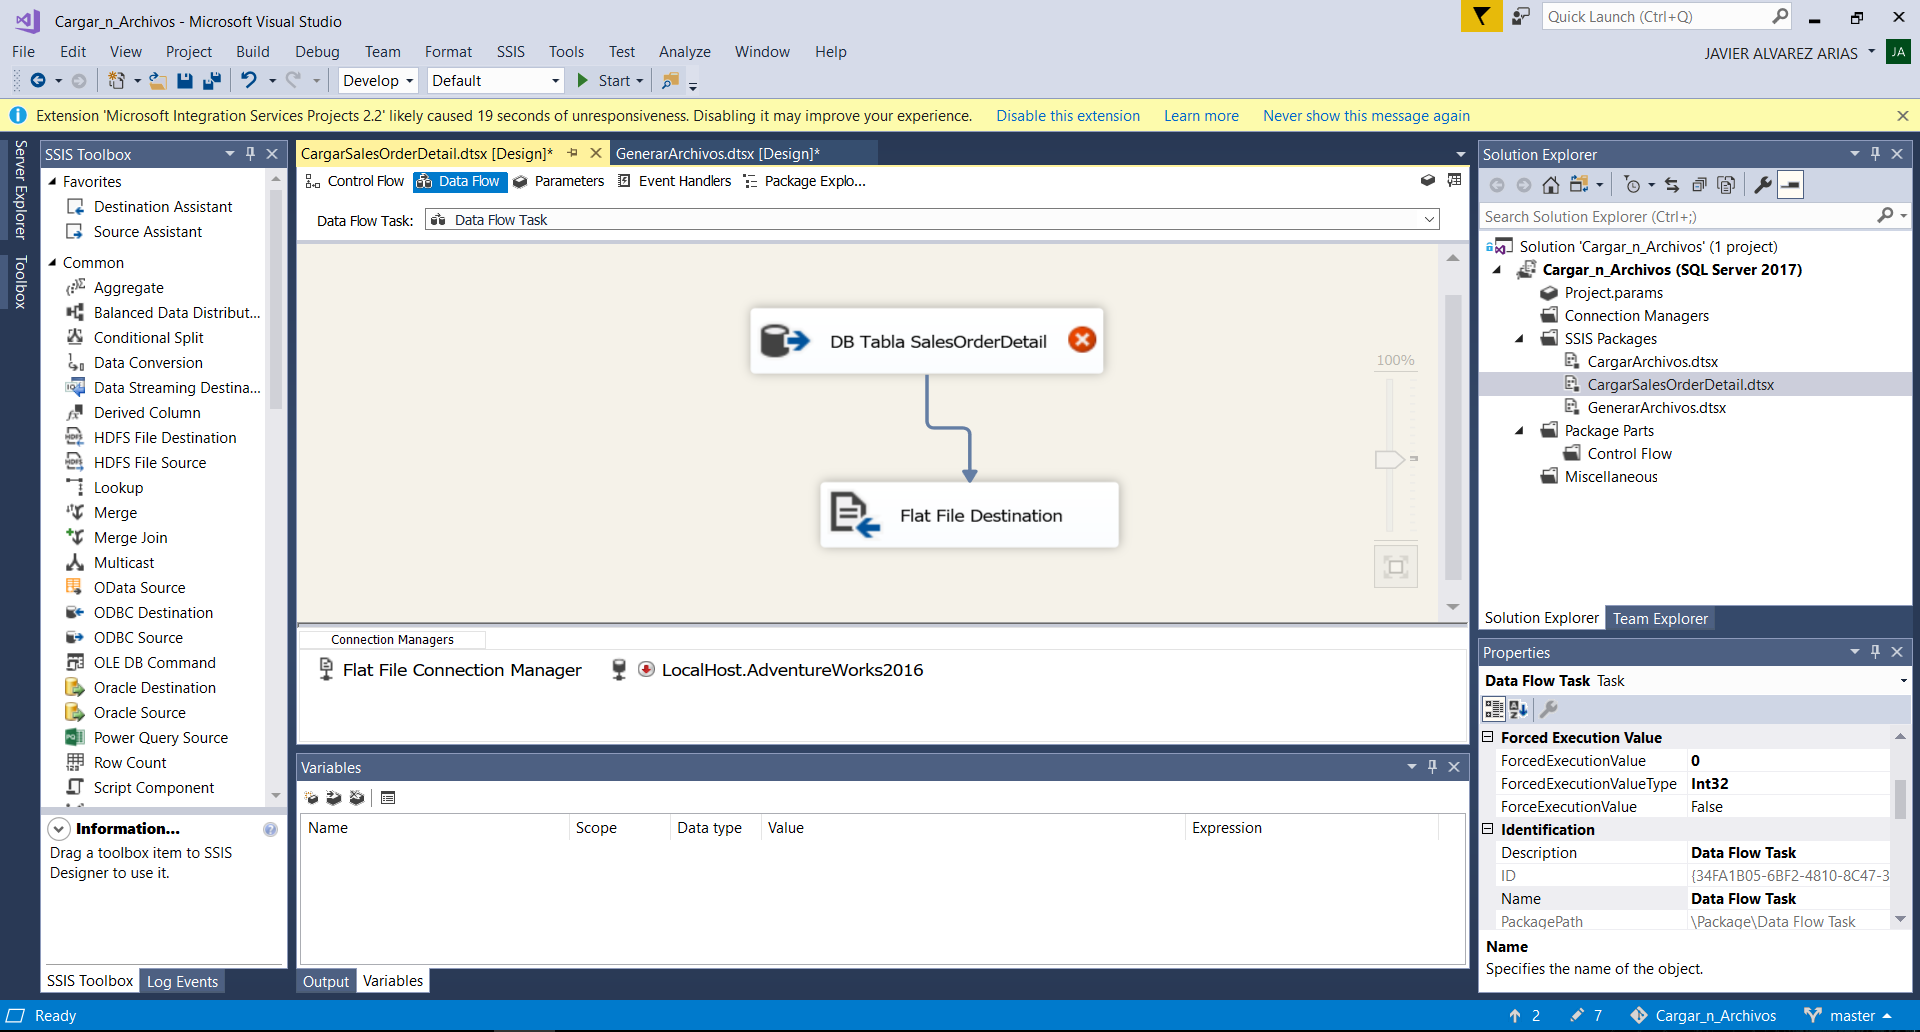 Cargar_n_Archivos - Microsoft Visual Studio
Quick Launch (Ctrl+Q)
File Edit View Project Build Debug Team Format SSIS Tools Test Analyze Window Help
JAVIER ALVAREZ ARIAS JA
Develop Default Start
Extension 'Microsoft Integration Services Projects 2.2' likely caused 19 seconds of unresponsiveness. Disabling it may improve your experience. Disable this extension Learn more Never show this message again
Server Explorer
Toolbox
SSIS Toolbox
Favorites
Destination Assistant
Source Assistant
Common
Aggregate
Balanced Data Distribut...
Conditional Split
Data Conversion
Data Streaming Destina...
Derived Column
HDFS File Destination
HDFS File Source
Lookup
Merge
Merge Join
Multicast
OData Source
ODBC Destination
ODBC Source
OLE DB Command
Oracle Destination
Oracle Source
Power Query Source
Row Count
Script Component
Information...
Drag a toolbox item to SSIS
Designer to use it.
SSIS Toolbox Log Events
CargarSalesOrderDetail.dtsx [Design]* GenerarArchivos.dtsx [Design]*
Control Flow Data Flow Parameters Event Handlers Package Explo...
Data Flow Task: Data Flow Task
DB Tabla SalesOrderDetail
Flat File Destination
100%
Connection Managers
Flat File Connection Manager LocalHost.AdventureWorks2016
Variables
Name Scope Data type Value Expression
Output Variables
Solution Explorer
Search Solution Explorer (Ctrl+;)
Solution 'Cargar_n_Archivos' (1 project)
Cargar_n_Archivos (SQL Server 2017)
Project.params
Connection Managers
SSIS Packages
CargarArchivos.dtsx
CargarSalesOrderDetail.dtsx
GenerarArchivos.dtsx
Package Parts
Control Flow
Miscellaneous
Solution Explorer Team Explorer
Properties
Data Flow Task Task
Forced Execution Value
ForcedExecutionValue 0
ForcedExecutionValueType Int32
ForceExecutionValue False
Identification
Description Data Flow Task
ID {34FA1B05-6BF2-4810-8C47-3
Name Data Flow Task
PackagePath \Package\Data Flow Task
Name
Specifies the name of the object.
Ready 2 7 Cargar_n_Archivos master